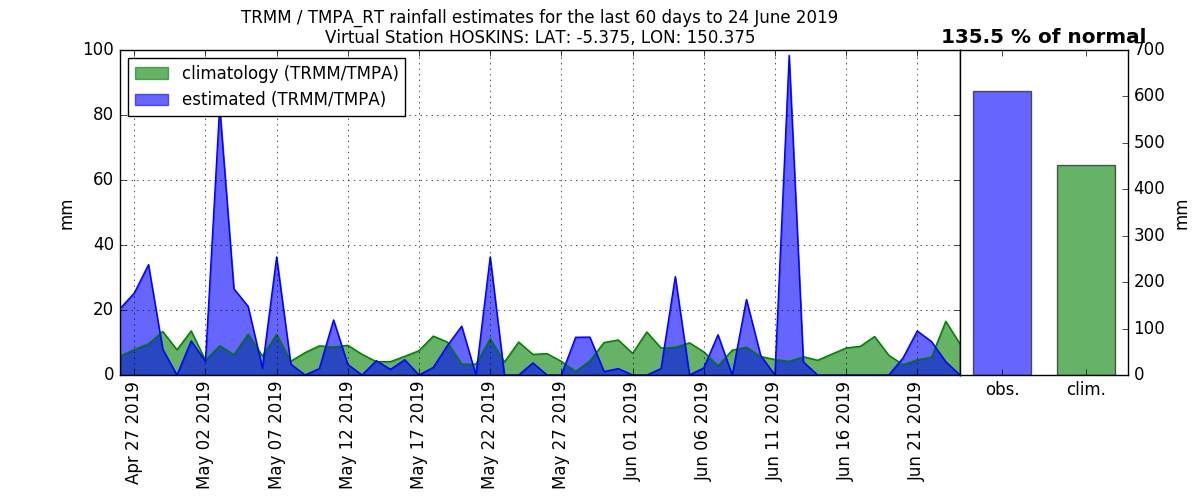 TRMM / TMPA_RT rainfall estimates for the last 60 days to 24 June 2019
Virtual Station HOSKINS: LAT: -5.375, LON: 150.375
135.5 % of normal
climatology (TRMM/TMPA)
estimated (TRMM/TMPA)
100
80
60
40
20
0
mm
Apr 27 2019
May 02 2019
May 07 2019
May 12 2019
May 17 2019
May 22 2019
May 27 2019
Jun 01 2019
Jun 06 2019
Jun 11 2019
Jun 16 2019
Jun 21 2019
obs.
clim.
700
600
500
400
300
200
100
0
mm